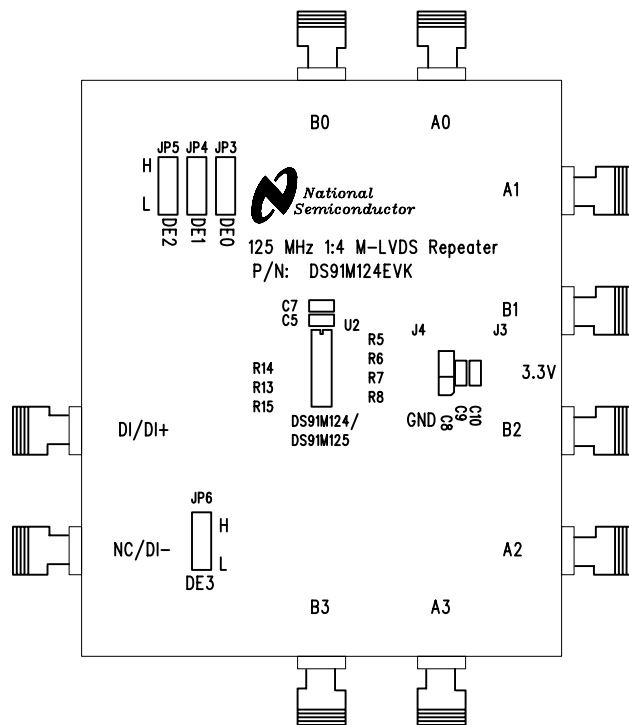 B0 A0
JP5 JP4 JP3
H
L
DE2 DE1 DE0
National
Semiconductor
A1
125 MHz 1:4 M-LVDS Repeater
P/N: DS91M124EVK
C7
C5
U2
B1
J4 J3
R5
R6
R7
R8
R14
R13
R15
3.3V
GND
C8
C9
C10
DS91M124/
DS91M125
DI/DI+
B2
JP6
H
L
DE3
NC/DI-
A2
B3 A3